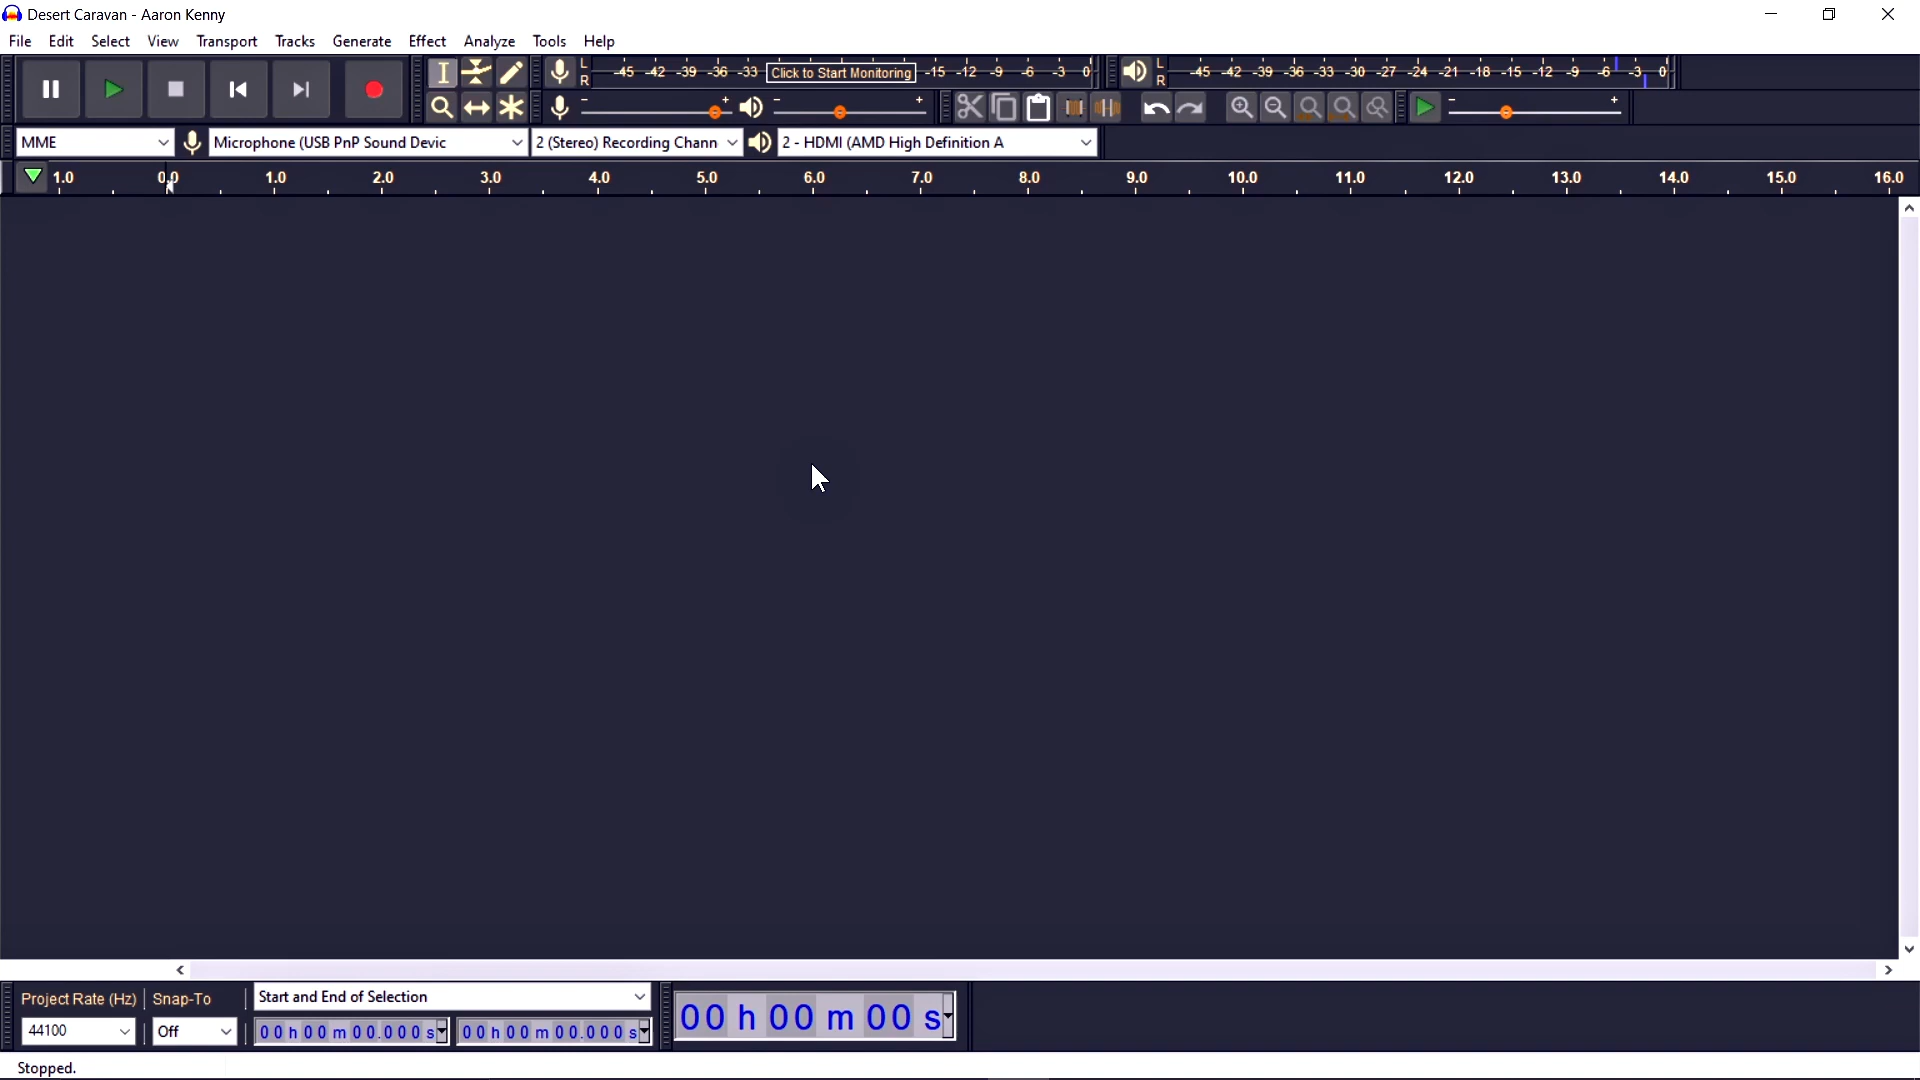 Desert Caravan - Aaron Kenny
File Edit Select View Transport Tracks Generate Effect Analyze Tools Help
L
R
-45 -42 -39 -36 -33 Click to Start Monitoring -15 -12 -9 -6 -3 0
L
R
-45 -42 -39 -36 -33 -30 -27 -24 -21 -18 -15 -12 -9 -6 -3 0
- + - + - +
MME Microphone (USB PnP Sound Devic 2 (Stereo) Recording Chann 2 - HDMI (AMD High Definition A
1.0 0.0 1.0 2.0 3.0 4.0 5.0 6.0 7.0 8.0 9.0 10.0 11.0 12.0 13.0 14.0 15.0 16.0
Project Rate (Hz) Snap-To Start and End of Selection
44100 Off 00 h 00 m 00.000 s 00 h 00 m 00.000 s 00 h 00 m 00 s
Stopped.